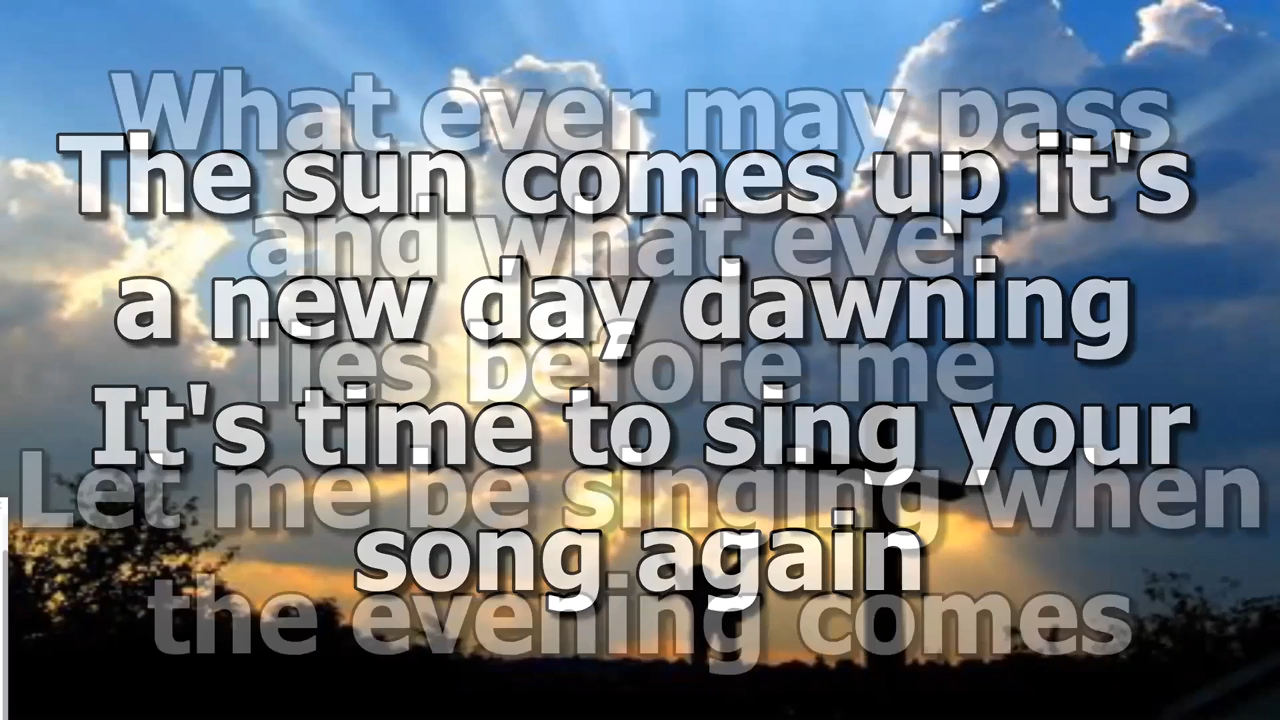 The sun comes up it's
a new day dawning
It's time to sing your
song again
What ever may pass
and what ever
lies before me
Let me be singing when
the evening comes